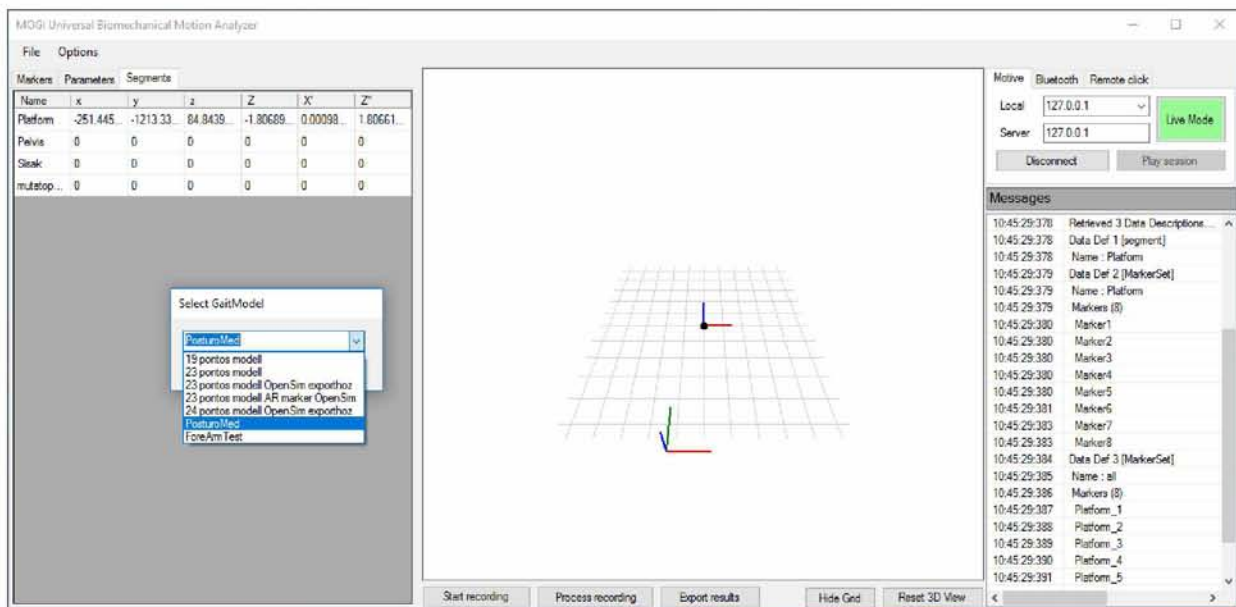 MOGI Universal Biomechanical Motion Analyzer
File Options
Markers Parameters Segments
Name x y z Z X' Z''
Platform -251.445... -1213.33... 84.8439... -1.80689... 0.00098... 1.80661...
Pelvis 0 0 0 0 0 0
Sisak 0 0 0 0 0 0
mutatop... 0 0 0 0 0 0
Select GaitModel
PosturoMed
19 pontos modell
23 pontos modell
23 pontos modell OpenSim exporthoz
23 pontos modell AR marker OpenSim
24 pontos modell OpenSim exporthoz
PosturoMed
ForeArmTest
Start recording Process recording Export results Hide Grid Reset 3D View
Motive Bluetooth Remote click
Local 127.0.0.1
Server 127.0.0.1
Live Mode
Disconnect Play session
Messages
10:45:29:378 Retrieved 3 Data Descriptions....
10:45:29:378 Data Def 1 [segment]
10:45:29:378 Name : Platform
10:45:29:379 Data Def 2 [MarkerSet]
10:45:29:379 Name : Platform
10:45:29:379 Markers (8)
10:45:29:380 Marker1
10:45:29:380 Marker2
10:45:29:380 Marker3
10:45:29:380 Marker4
10:45:29:380 Marker5
10:45:29:381 Marker6
10:45:29:383 Marker7
10:45:29:383 Marker8
10:45:29:384 Data Def 3 [MarkerSet]
10:45:29:385 Name : all
10:45:29:386 Markers (8)
10:45:29:387 Platform_1
10:45:29:388 Platform_2
10:45:29:389 Platform_3
10:45:29:390 Platform_4
10:45:29:391 Platform_5